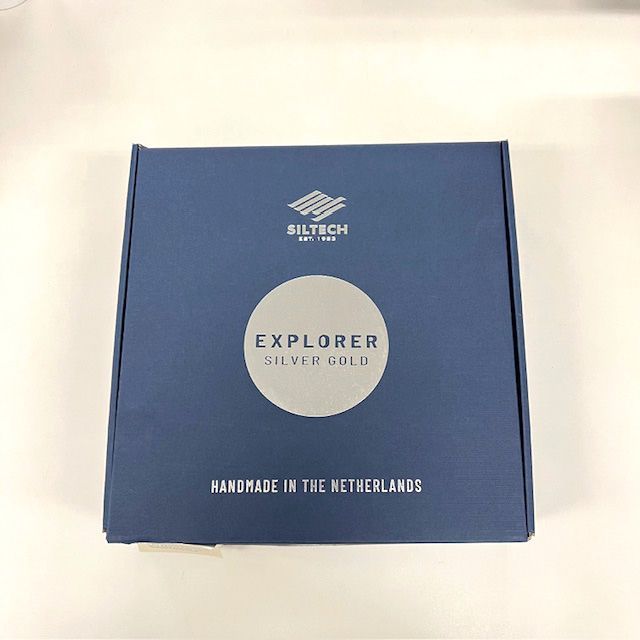 SILTECH
EST. 1983
EXPLORER
SILVER GOLD
HANDMADE IN THE NETHERLANDS